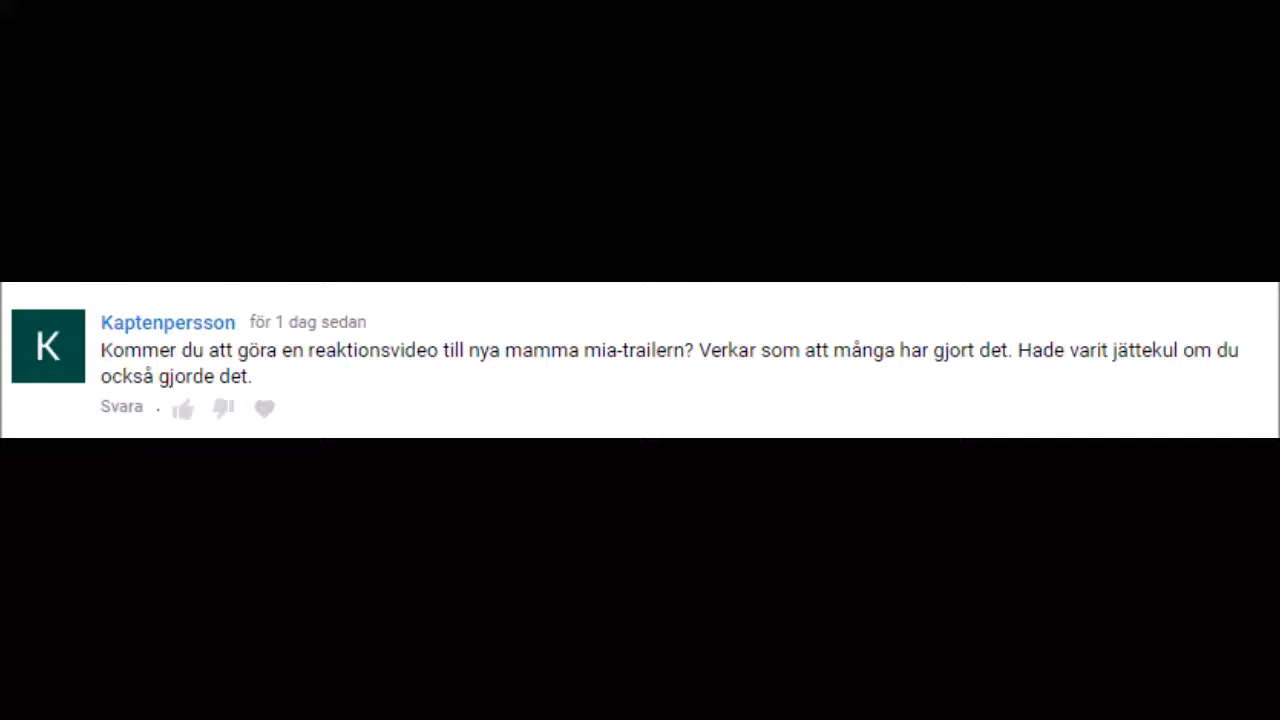 K
Kaptenpersson för 1 dag sedan
Kommer du att göra en reaktionsvideo till nya mamma mia-trailern? Verkar som att många har gjort det. Hade varit jättekul om du
också gjorde det.
Svara .